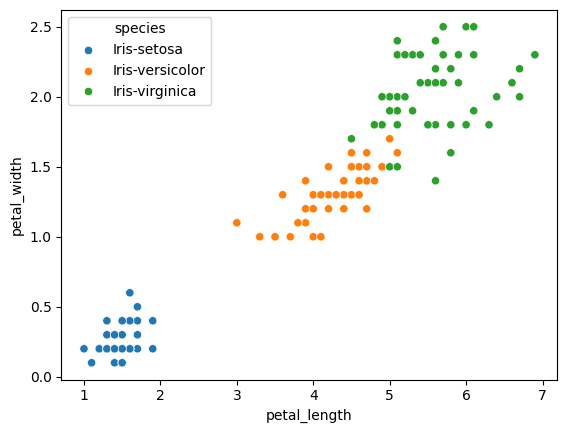 species
Iris-setosa
Iris-versicolor
Iris-virginica
2.5
2.0
1.5
1.0
0.5
0.0
petal_width
1 2 3 4 5 6 7
petal_length